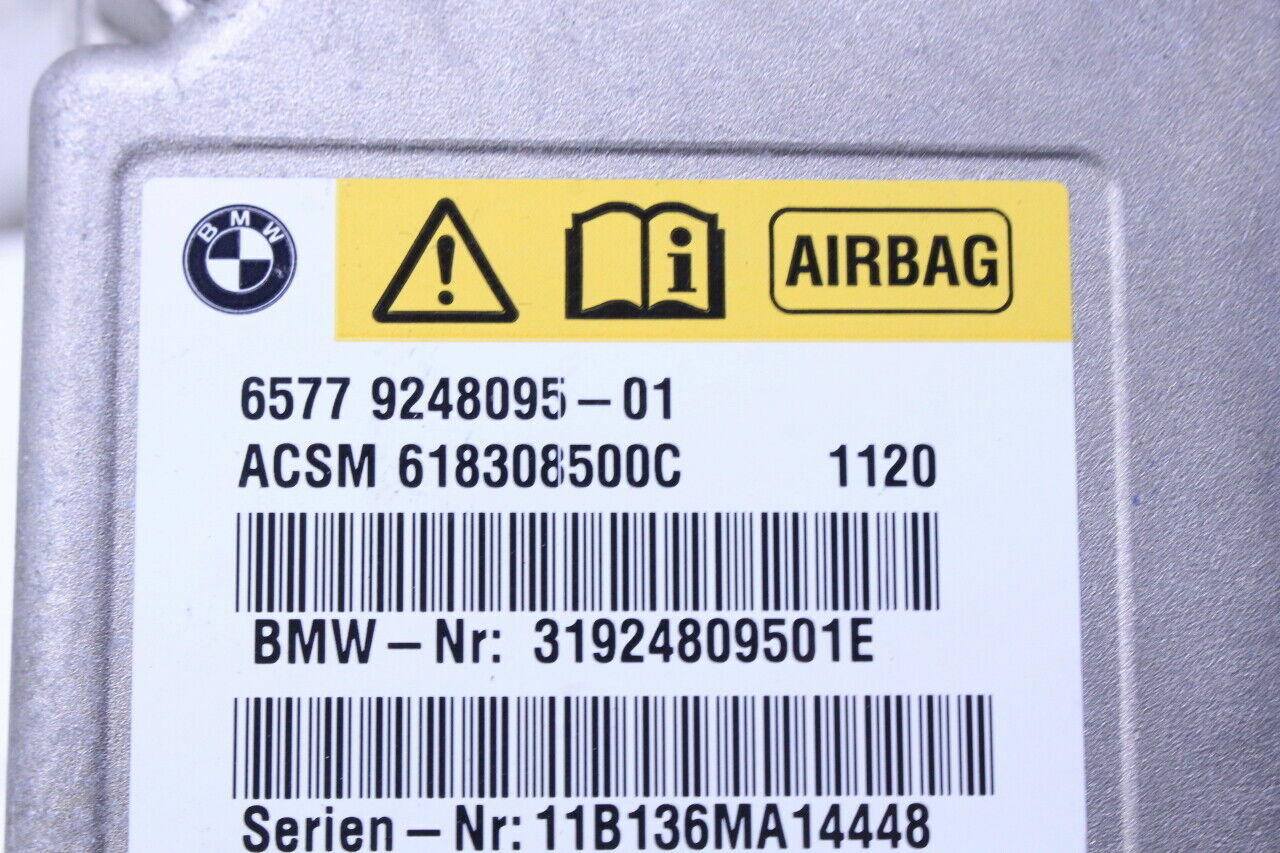 BMW
AIRBAG
6577 9248095-01
ACSM 618308500C 1120
BMW-Nr: 31924809501E
Serien-Nr: 11B136MA14448